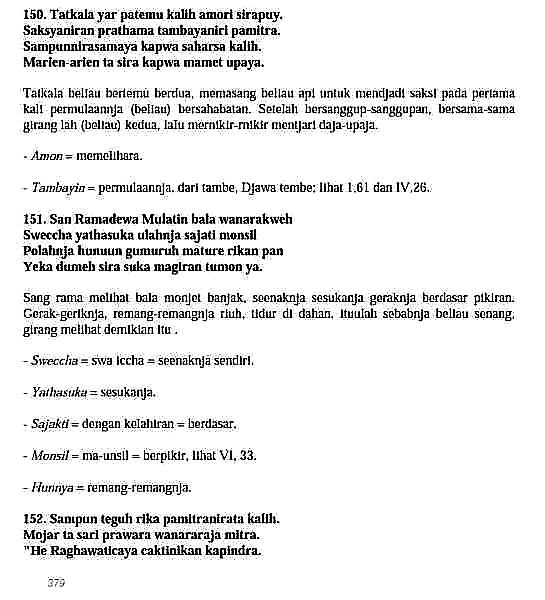 150. Tatkala yar patemu kalih amori sirapuy.
Saksyaniran prathama tambayaniri pamitra.
Sampunnirasamaya kapwa saharsa kalih.
Marien-arien ta sira kapwa mamet upaya.
Tatkala beliau bertemu berdua, memasang beliau api untuk mendjadi saksi pada pertama
kali permulaannja (beliau) bersahabatan. Setelah bersanggup-sanggupan, bersama-sama
girang lah (beliau) kedua, lalu mernikir-mikir mentjari daja-upaja.
- Amon = memelihara.
- Tambayin = permulaannja. dari tambe, Djawa tembe; lihat 1,61 dan IV,26.
151. San Ramadewa Mulatin bala wanarakweh
Sweccha yathasuka ulahnja sajati monsil
Polahnja hunuun gumuruh mature rikan pan
Yeka dumeh sira suka magiran tumon ya.
Sang rama melihat bala monjet banjak, seenaknja sesukanja geraknja berdasar pikiran.
Gerak-geriknja, remang-remangnja riuh, tidur di dahan, ituulah sebabnja beliau senang,
girang melihat demikian itu .
- Sweccha = swa iccha = seenaknja sendiri.
- Yathasuka = sesukanja.
- Sajakti = dengan kelahiran = berdasar,
- Monsil = ma-unsil = berpikir, lihat VI, 33.
- Hunnya = remang-remangnja.
152. Sampun teguh rika pamitranirata kalih.
Mojar ta sari prawara wanararaja mitra.
"He Raghawaticaya caktinikan kapindra.
379